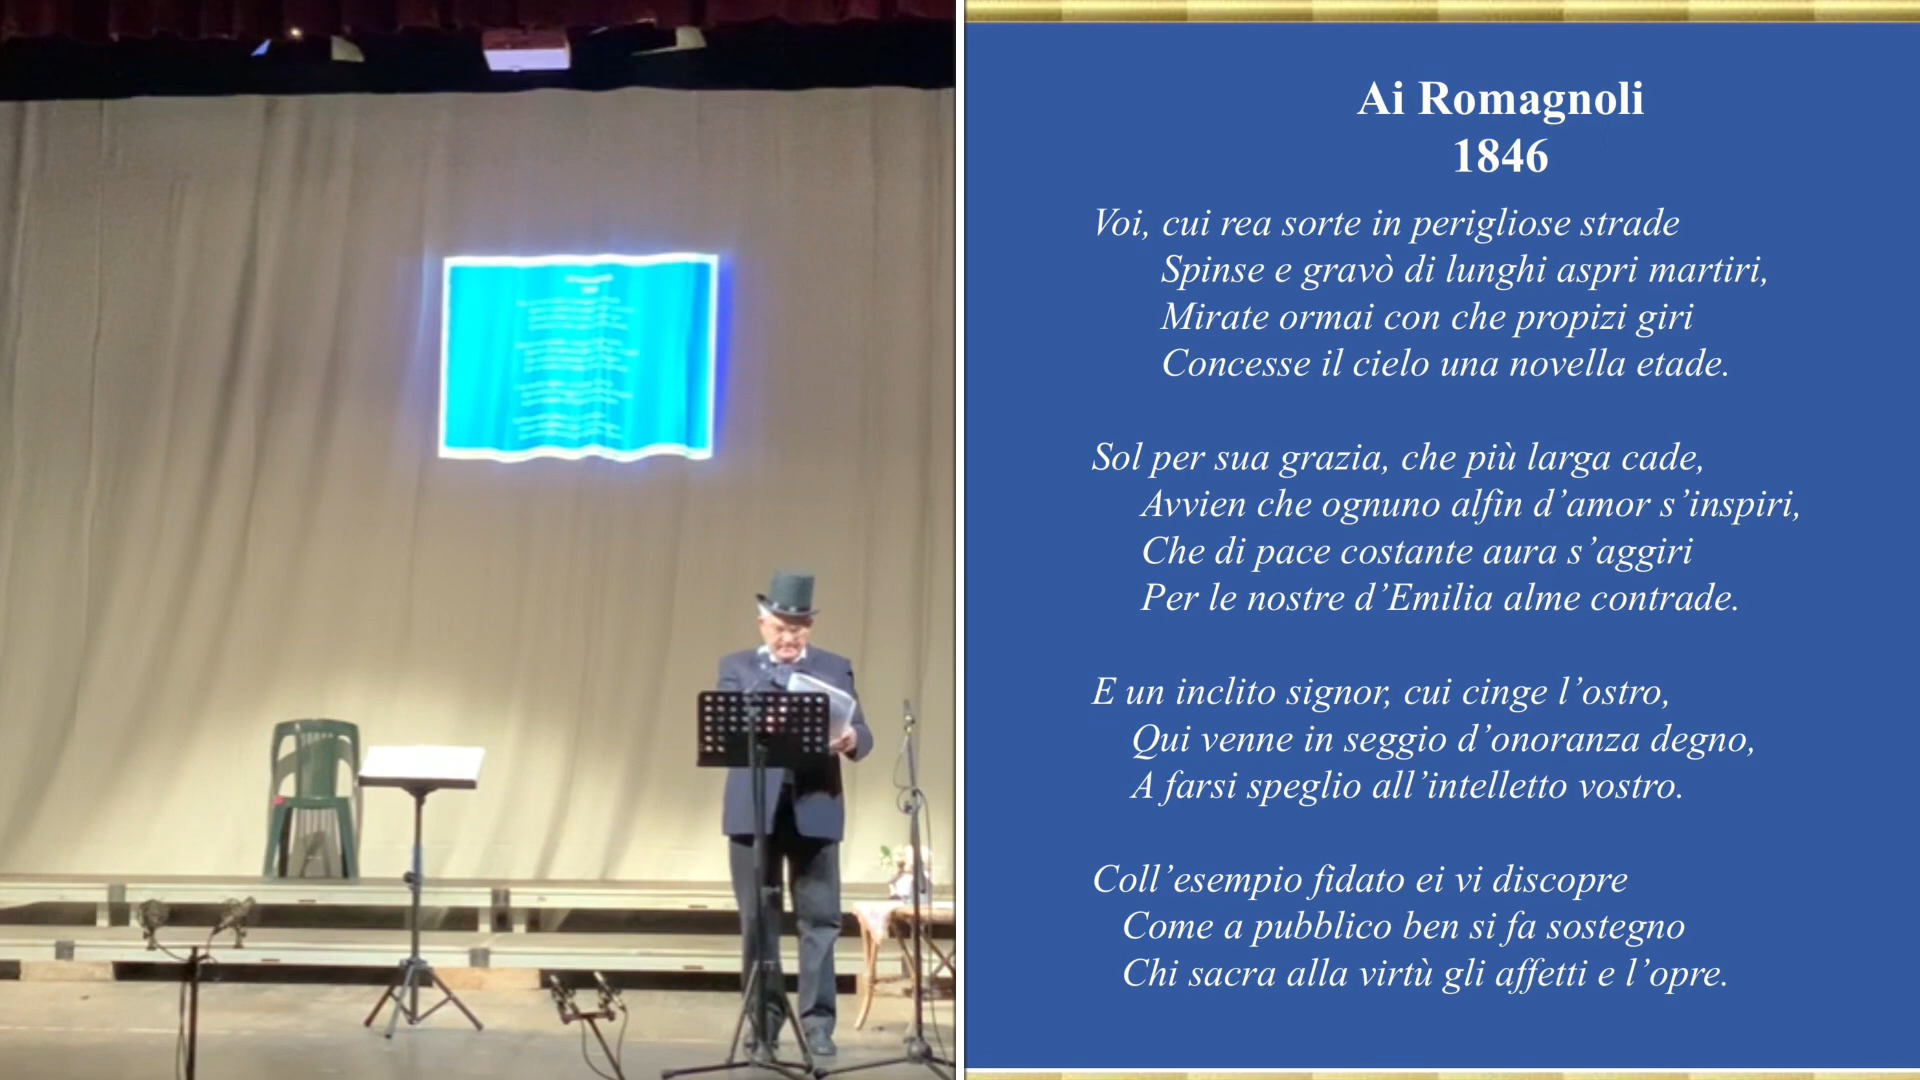 Ai Romagnoli
1846
Voi, cui rea sorte in perigliose strade
Spinse e gravò di lunghi aspri martiri,
Mirate ormai con che propizi giri
Concesse il cielo una novella etade.
Sol per sua grazia, che più larga cade,
Avvien che ognuno alfin d’amor s’inspiri,
Che di pace costante aura s’aggiri
Per le nostre d’Emilia alme contrade.
E un inclito signor, cui cinge l’ostro,
Qui venne in seggio d’onoranza degno,
A farsi speglio all’intelletto vostro.
Coll’esempio fidato ei vi discopre
Come a pubblico ben si fa sostegno
Chi sacra alla virtù gli affetti e l’opre.